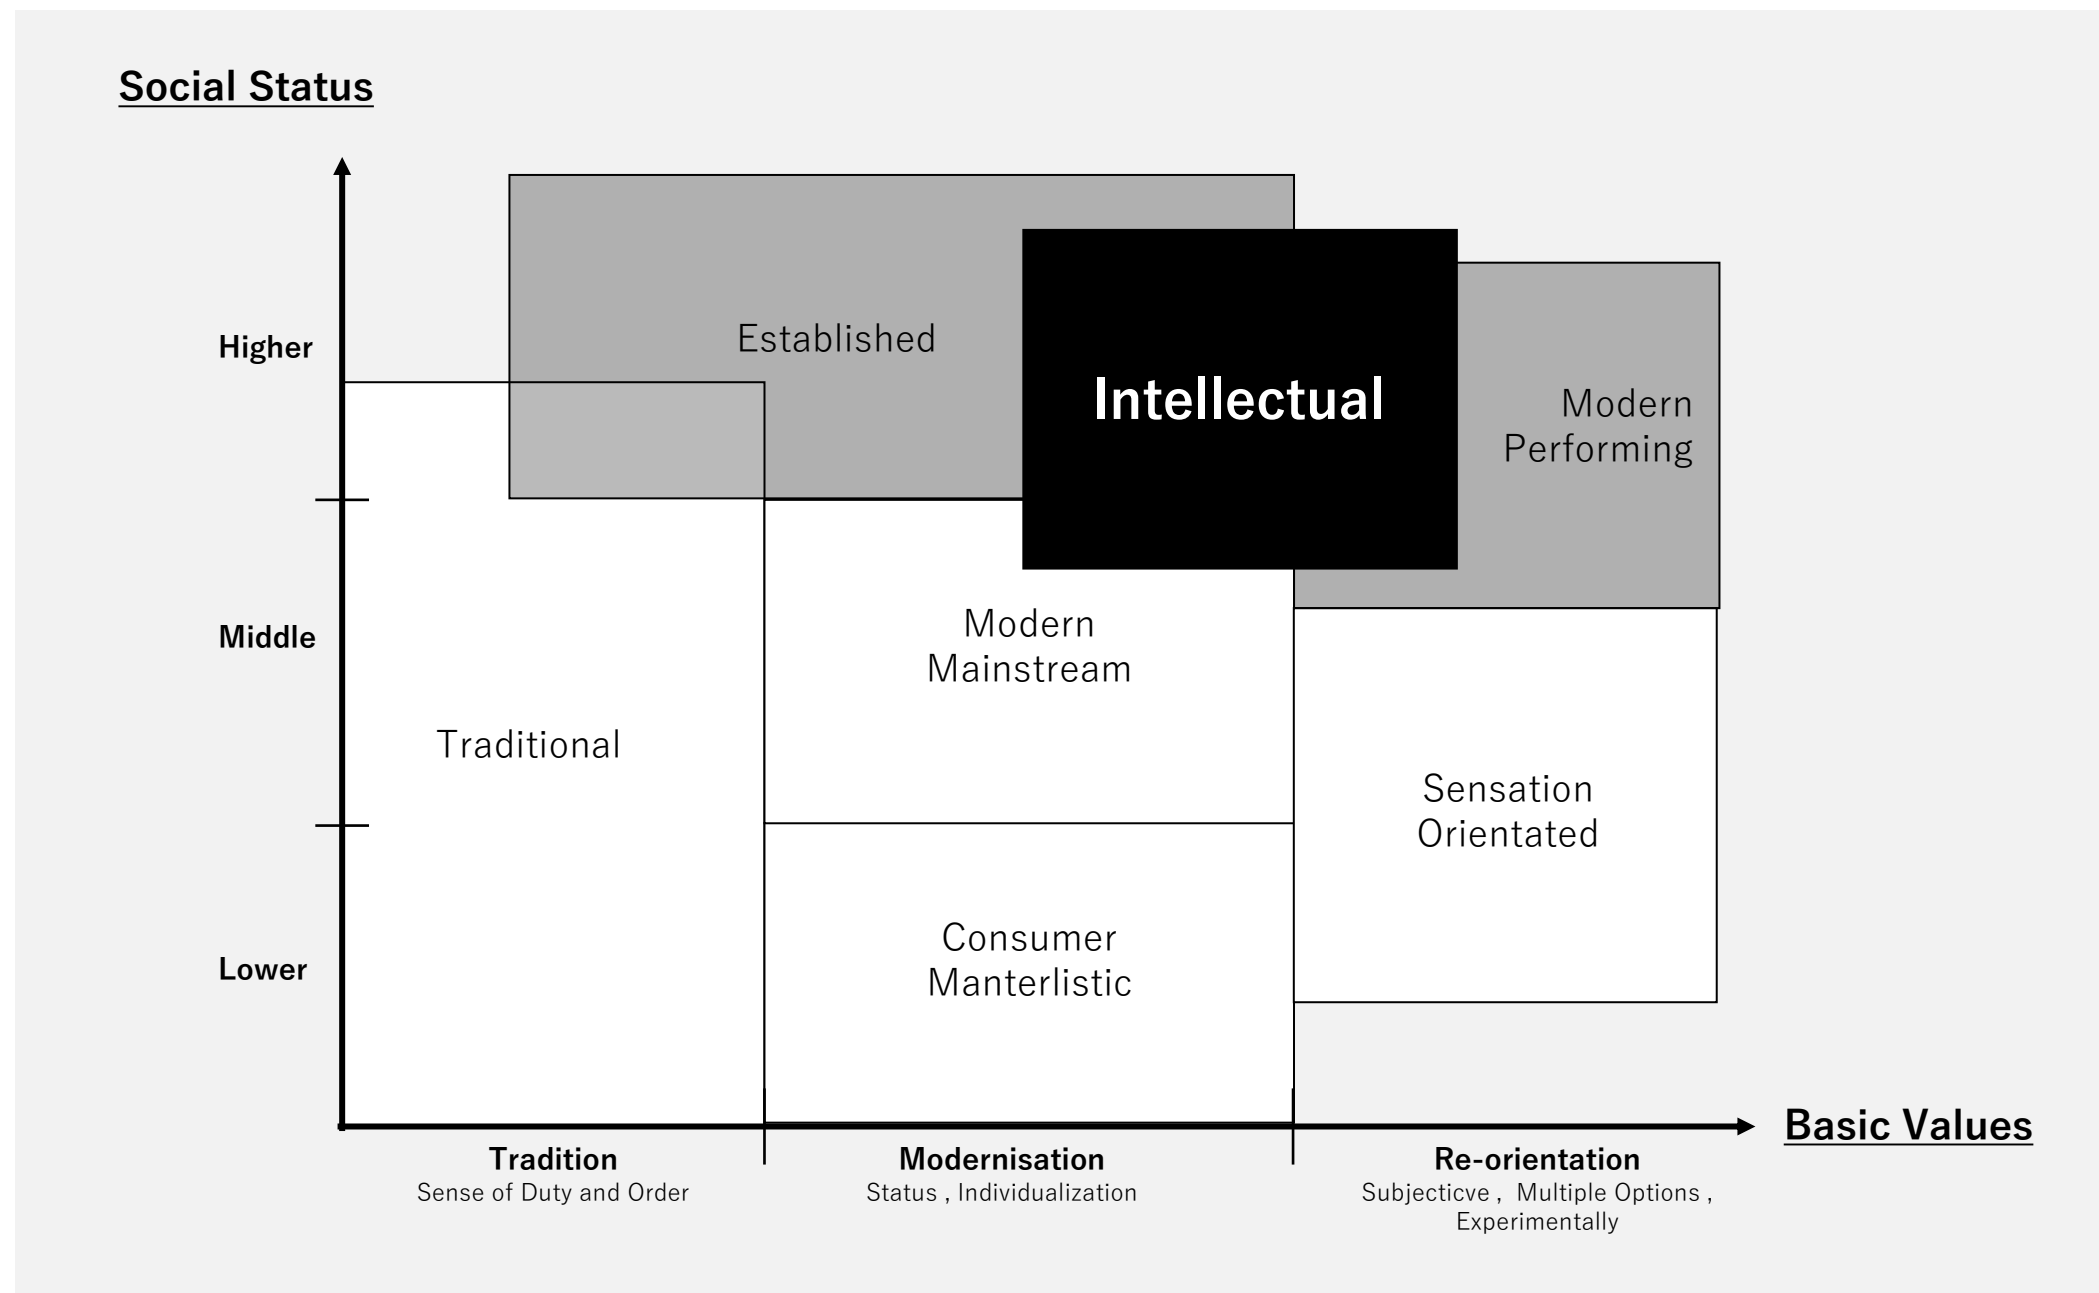 Social Status
Higher
Established
Intellectual
Modern
Performing
Middle
Modern
Mainstream
Traditional
Sensation
Orientated
Lower
Consumer
Manterlistic
Basic Values
Tradition
Sense of Duty and Order
Modernisation
Status , Individualization
Re-orientation
Subjecticve ,  Multiple Options ,
Experimentally